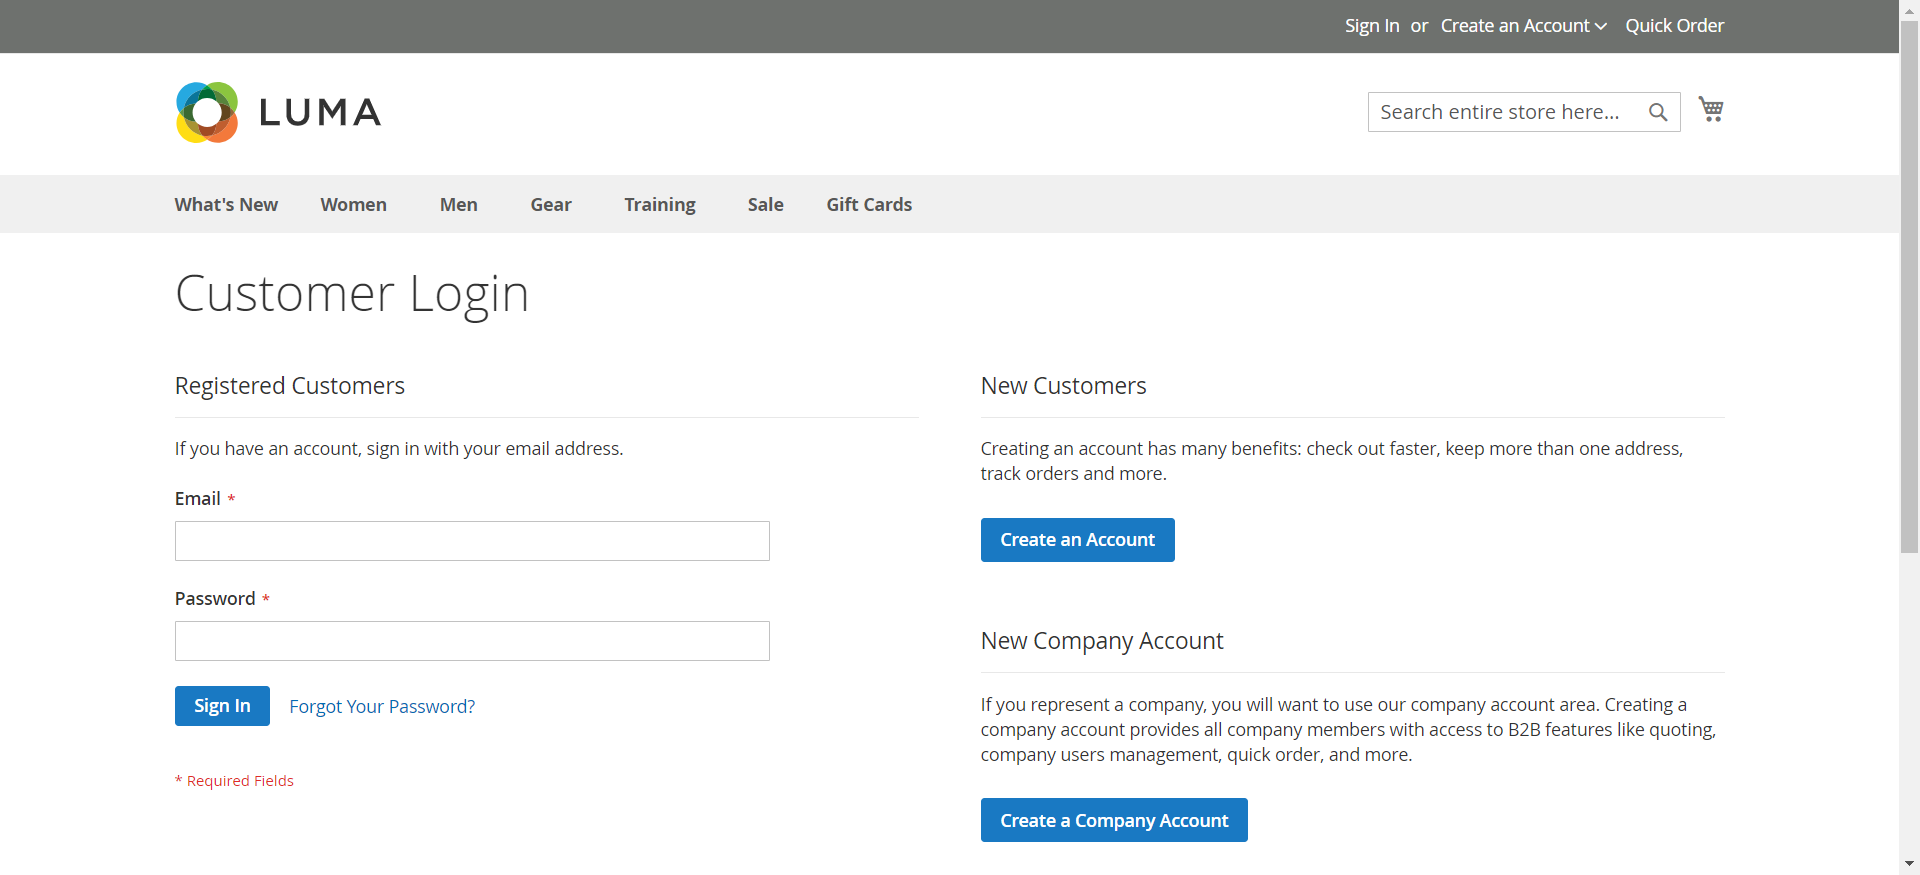 Sign In or Create an Account Quick Order
LUMA
Search entire store here...
What's New Women Men Gear Training Sale Gift Cards
Customer Login
Registered Customers
If you have an account, sign in with your email address.
Email *
Password *
Sign In Forgot Your Password?
* Required Fields
New Customers
Creating an account has many benefits: check out faster, keep more than one address,
track orders and more.
Create an Account
New Company Account
If you represent a company, you will want to use our company account area. Creating a
company account provides all company members with access to B2B features like quoting,
company users management, quick order, and more.
Create a Company Account